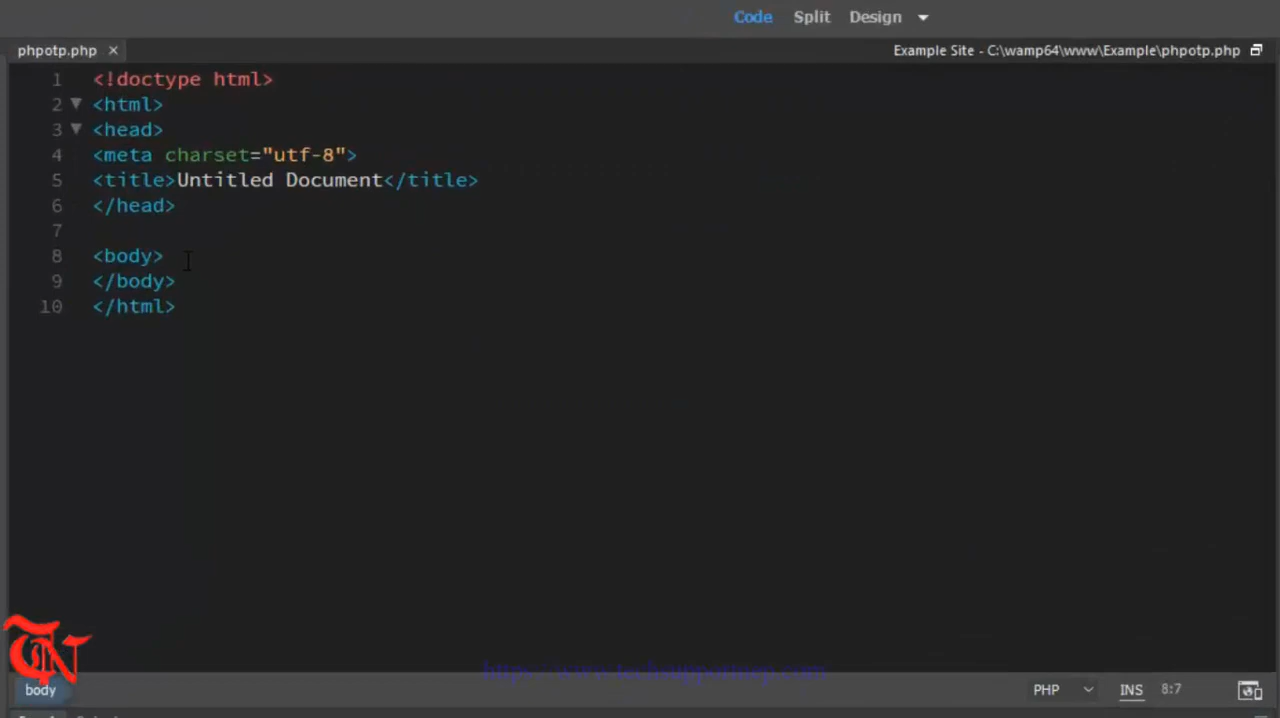 Code Split Design
phpotp.php × Example Site - C:\wamp64\www\Example\phpotp.php
1 <!doctype html>
2 <html>
3 <head>
4 <meta charset="utf-8">
5 <title>Untitled Document</title>
6 </head>
7
8 <body>
9 </body>
10 </html>
body PHP INS 8:7